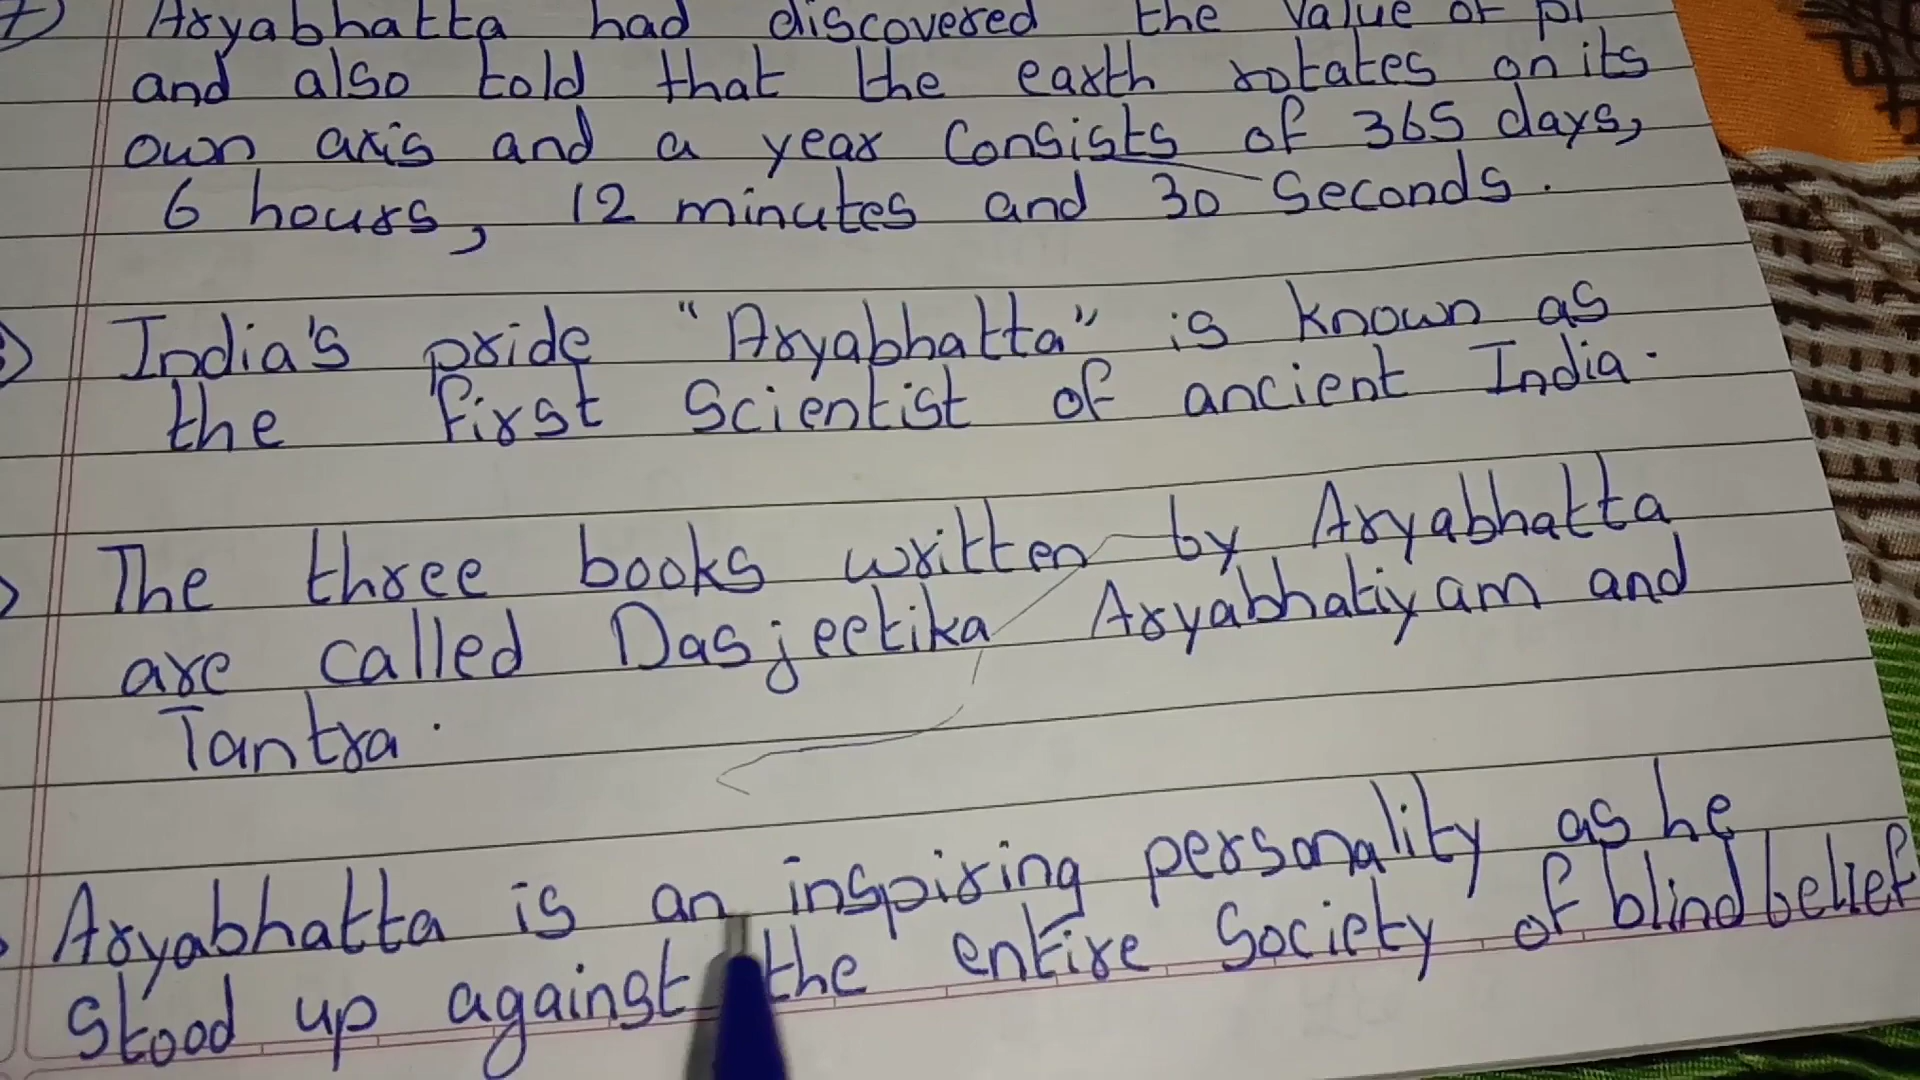 7) Aryabhatta had discovered the value of pi
and also told that the earth rotates on its
own axis and a year Consists of 365 days,
6 hours, 12 minutes and 30 Seconds.
India's pride "Aryabhatta" is known as
the first Scientist of ancient India.
The three books written by Aryabhatta
are called Dasjeetika Aryabhatiyam and
Tantra.
Aryabhatta is an inspiring personality as he
Stood up against the entire Society of blind belief